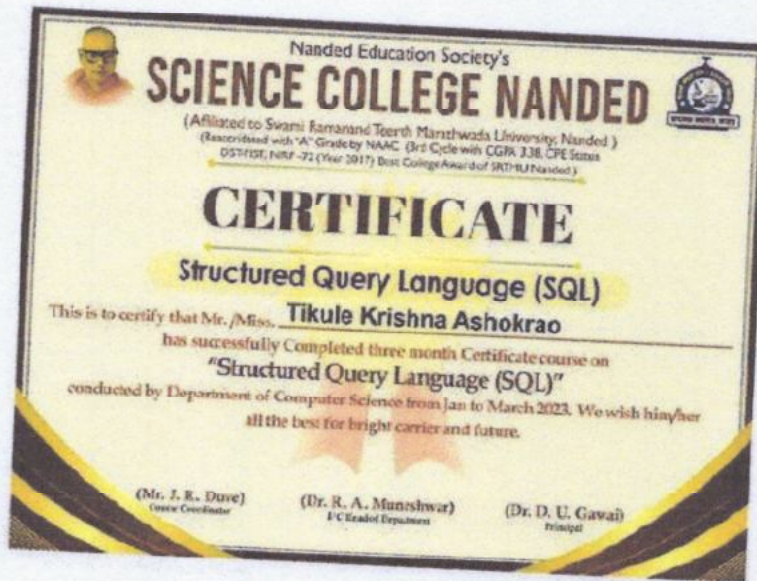 Nanded Education Society's
SCIENCE COLLEGE NANDED
(Affiliated to Swami Ramanand Teerth Marathwada University, Nanded )
(Reaccredited with "A" Grade by NAAC (3rd Cycle with CGPA 3.38, CPE Status
DST-FIST, NIRF -72 (Year 2017) Best College Award of SRTMU Nanded)
CERTIFICATE
Structured Query Language (SQL)
This is to certify that Mr./Miss. Tikule Krishna Ashokrao
has successfully Completed three month Certificate course on
"Structured Query Language (SQL)"
conducted by Department of Computer Science from Jan to March 2023. We wish him/her
all the best for bright carrier and future.
(Mr. J. R. Duve) (Dr. R. A. Muneshwar) (Dr. D. U. Gawai)
Course Coordinator I/C Head of Department Principal